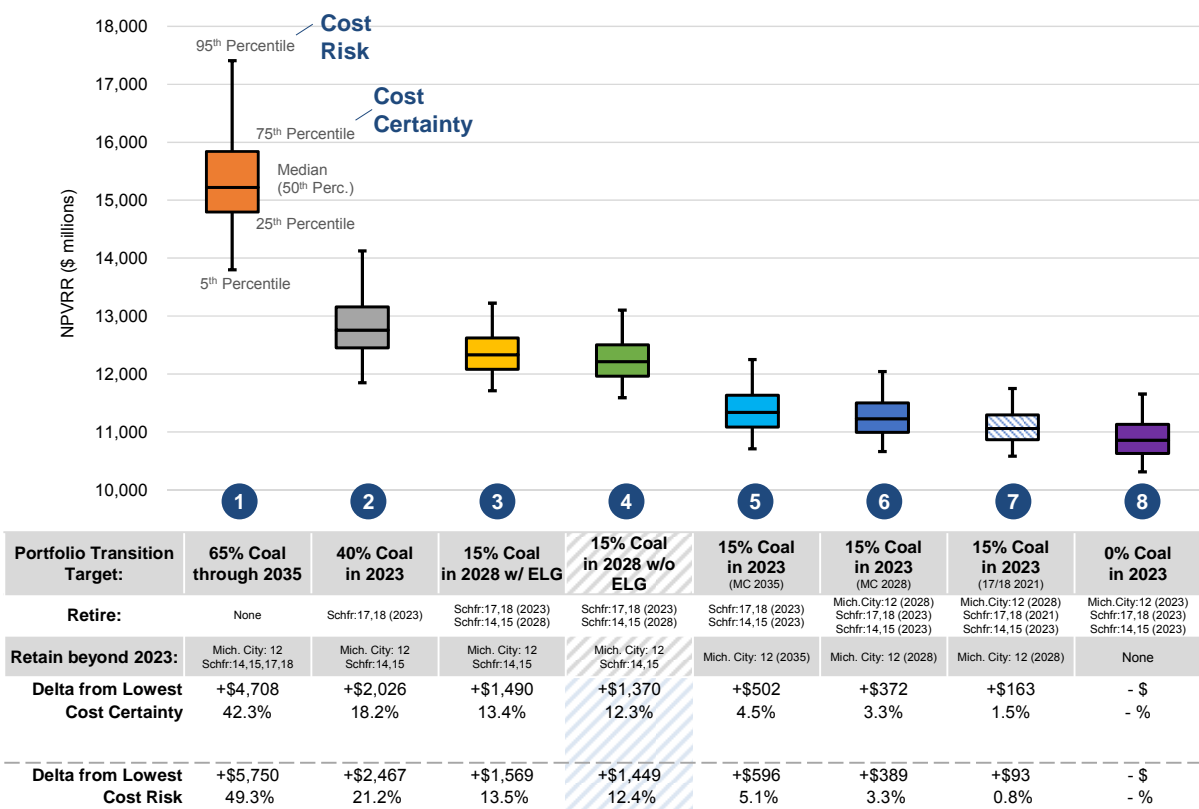 18,000
17,000
16,000
15,000
14,000
13,000
12,000
11,000
10,000
NPVRR ($ millions)
Cost
Risk
95th Percentile
Cost
Certainty
75th Percentile
Median
(50th Perc.)
25th Percentile
5th Percentile
1 2 3 4 5 6 7 8
Portfolio Transition
Target:
65% Coal
through 2035
40% Coal
in 2023
15% Coal
in 2028 w/ ELG
15% Coal
in 2028 w/o
ELG
15% Coal
in 2023
(MC 2035)
15% Coal
in 2023
(MC 2028)
15% Coal
in 2023
(17/18 2021)
0% Coal
in 2023
Retire:
None
Schfr:17,18 (2023)
Schfr:17,18 (2023)
Schfr:14,15 (2028)
Schfr:17,18 (2023)
Schfr:14,15 (2028)
Schfr:17,18 (2023)
Schfr:14,15 (2023)
Mich.City:12 (2028)
Schfr:17,18 (2023)
Schfr:14,15 (2023)
Mich.City:12 (2028)
Schfr:17,18 (2021)
Schfr:14,15 (2023)
Mich.City:12 (2023)
Schfr:17,18 (2023)
Schfr:14,15 (2023)
Retain beyond 2023:
Mich. City: 12
Schfr:14,15,17,18
Mich. City: 12
Schfr:14,15
Mich. City: 12
Schfr:14,15
Mich. City: 12
Schfr:14,15
Mich. City: 12 (2035)
Mich. City: 12 (2028)
Mich. City: 12 (2028)
None
Delta from Lowest +$4,708 +$2,026 +$1,490 +$1,370 +$502 +$372 +$163 - $
Cost Certainty 42.3% 18.2% 13.4% 12.3% 4.5% 3.3% 1.5% - %
Delta from Lowest +$5,750 +$2,467 +$1,569 +$1,449 +$596 +$389 +$93 - $
Cost Risk 49.3% 21.2% 13.5% 12.4% 5.1% 3.3% 0.8% - %